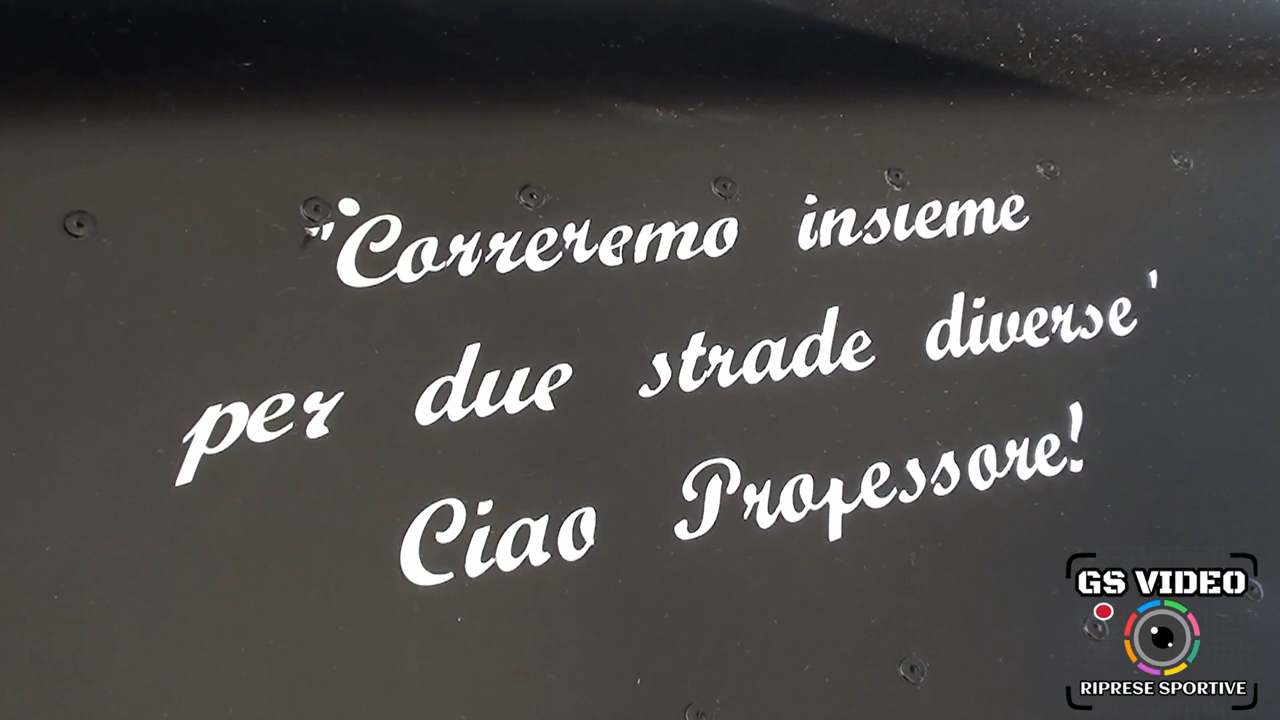 "Correremo insieme
per due strade diverse"
Ciao Professore!
GS VIDEO
RIPRESE SPORTIVE